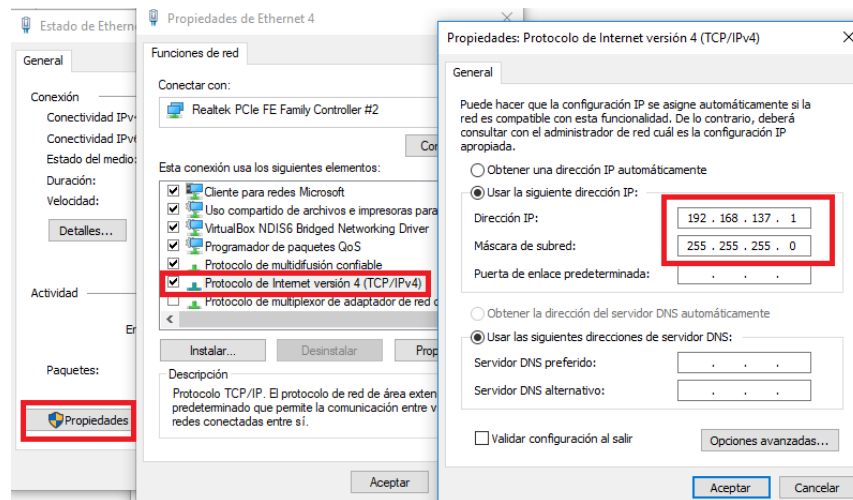 Estado de Ethern
General
Conexión
Conectividad IPv
Conectividad IPv
Estado del medio:
Duración:
Velocidad:
Detalles...
Actividad
En
Paquetes:
Propiedades
Propiedades de Ethernet 4
Funciones de red
Conectar con:
Realtek PCIe FE Family Controller #2
Con
Esta conexión usa los siguientes elementos:
Cliente para redes Microsoft
Uso compartido de archivos e impresoras para
VirtualBox NDIS6 Bridged Networking Driver
Programador de paquetes QoS
Protocolo de multidifusión confiable
Protocolo de Internet versión 4 (TCP/IPv4)
Protocolo de multiplexor de adaptador de red
Instalar...
Desinstalar
Prop
Descripción
Protocolo TCP/IP. El protocolo de red de área exten
predeterminado que permite la comunicación entre v
redes conectadas entre sí.
Aceptar
Propiedades: Protocolo de Internet versión 4 (TCP/IPv4)
General
Puede hacer que la configuración IP se asigne automáticamente si la
red es compatible con esta funcionalidad. De lo contrario, deberá
consultar con el administrador de red cuál es la configuración IP
apropiada.
Obtener una dirección IP automáticamente
Usar la siguiente dirección IP:
Dirección IP: 192 . 168 . 137 . 1
Máscara de subred: 255 . 255 . 255 . 0
Puerta de enlace predeterminada: . . .
Obtener la dirección del servidor DNS automáticamente
Usar las siguientes direcciones de servidor DNS:
Servidor DNS preferido: . . .
Servidor DNS alternativo: . . .
Validar configuración al salir
Opciones avanzadas...
Aceptar
Cancelar